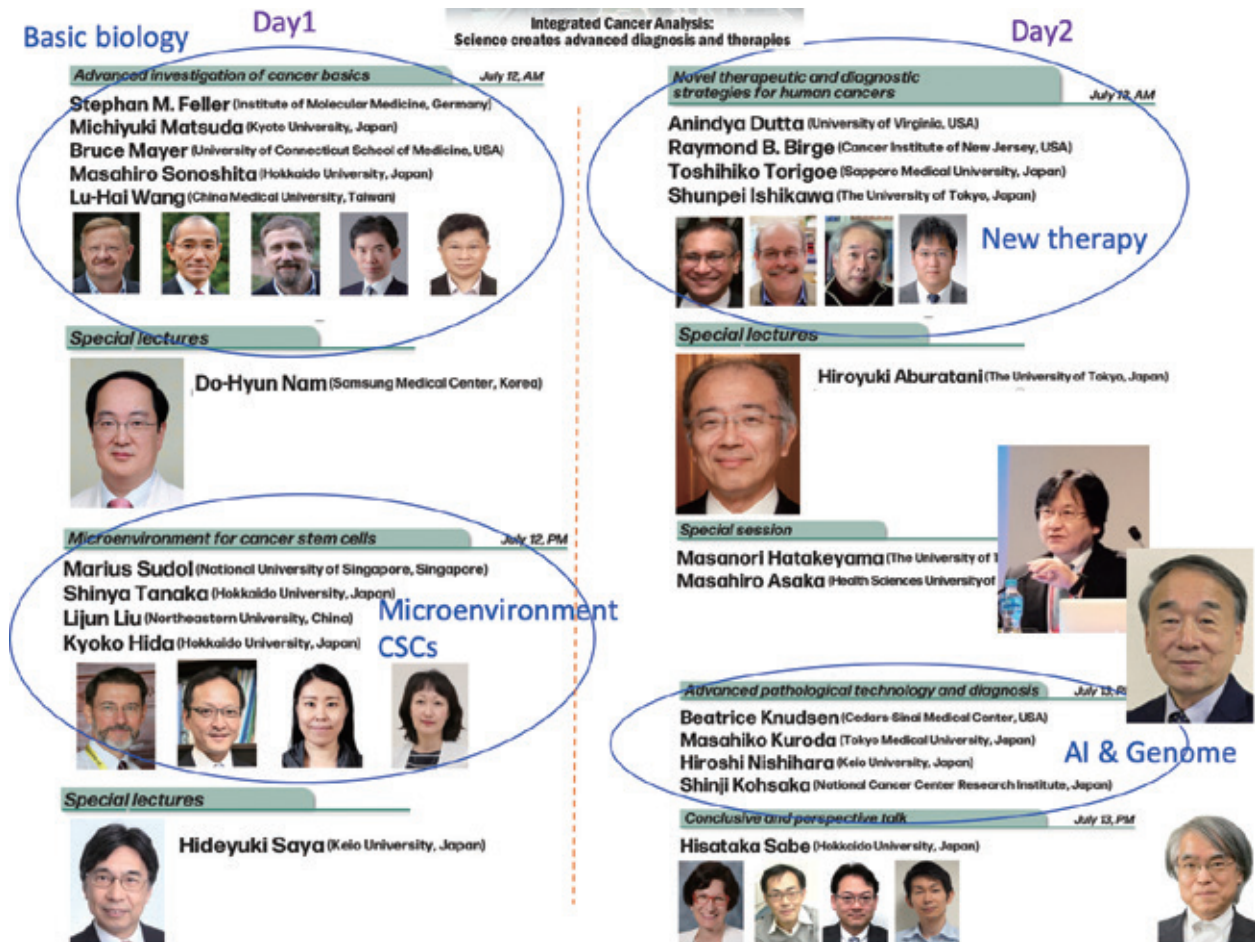 Integrated Cancer Analysis:
Science creates advanced diagnosis and therapies
Day1
Basic biology
Advanced investigation of cancer basics July 12, AM
Stephan M. Feller (Institute of Molecular Medicine, Germany)
Michiyuki Matsuda (Kyoto University, Japan)
Bruce Mayer (University of Connecticut School of Medicine, USA)
Masahiro Sonoshita (Hokkaido University, Japan)
Lu-Hai Wang (China Medical University, Taiwan)
Special lectures
Do-Hyun Nam (Samsung Medical Center, Korea)
Microenvironment for cancer stem cells July 12, PM
Marius Sudol (National University of Singapore, Singapore)
Shinya Tanaka (Hokkaido University, Japan)
Lijun Liu (Northeastern University, China)
Kyoko Hida (Hokkaido University, Japan)
Microenvironment
CSCs
Special lectures
Hideyuki Saya (Keio University, Japan)
Day2
Novel therapeutic and diagnostic
strategies for human cancers July 13, AM
Anindya Dutta (University of Virginia, USA)
Raymond B. Birge (Cancer Institute of New Jersey, USA)
Toshihiko Torigoe (Sapporo Medical University, Japan)
Shunpei Ishikawa (The University of Tokyo, Japan)
New therapy
Special lectures
Hiroyuki Aburatani (The University of Tokyo, Japan)
Special session
Masanori Hatakeyama (The University of
Masahiro Asaka (Health Sciences University of
Advanced pathological technology and diagnosis July 13,
Beatrice Knudsen (Cedars-Sinai Medical Center, USA)
Masahiko Kuroda (Tokyo Medical University, Japan)
Hiroshi Nishihara (Keio University, Japan)
Shinji Kohsaka (National Cancer Center Research Institute, Japan)
AI & Genome
Conclusive and perspective talk July 13, PM
Hisataka Sabe (Hokkaido University, Japan)